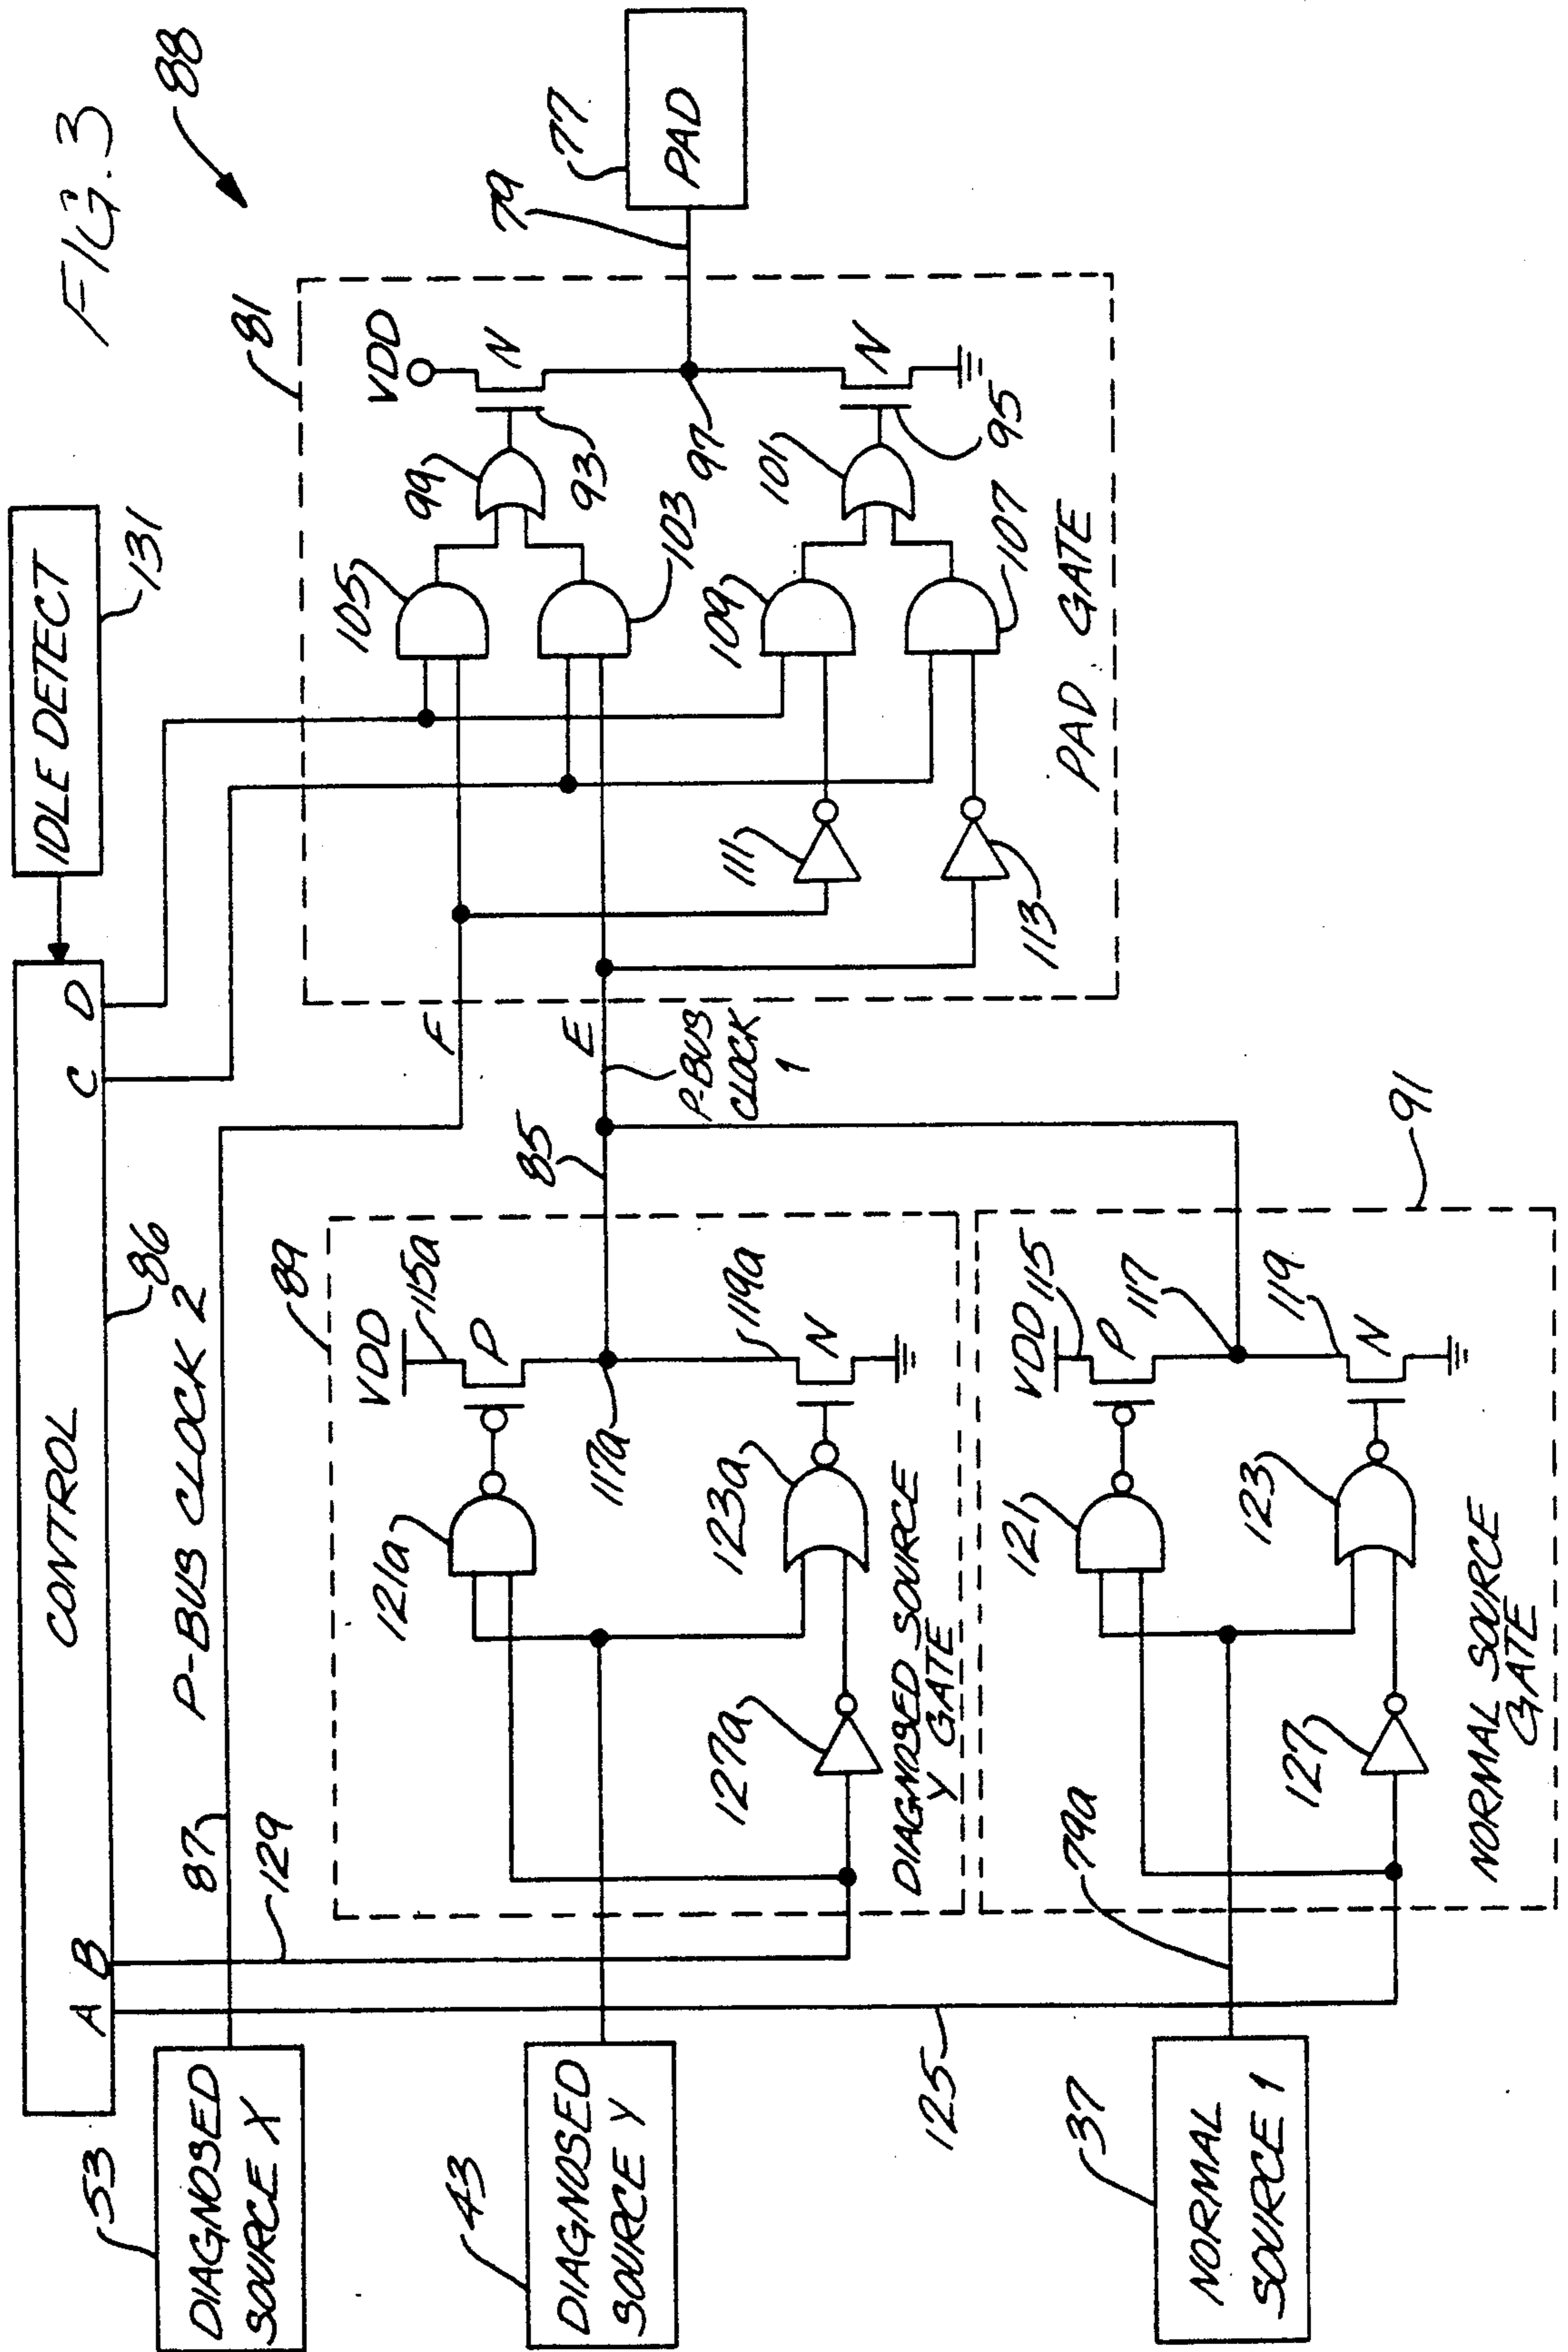 FIG. 3
88
IDLE DETECT
131
CONTROL
A
B
C
D
86
53
DIAGNOSED
SOURCE X
87
P-BUS CLOCK 2
129
F
43
DIAGNOSED
SOURCE Y
89
VDD
115a
P
121a
117a
119a
N
123a
127a
DIAGNOSED SOURCE
Y GATE
85
E
P-BUS
CLOCK
1
81
VDD
N
105
99
93
103
97
79
77
PAD
109
101
N
95
107
111
113
PAD GATE
37
NORMAL
SOURCE 1
125
79a
91
VDD
115
P
121
117
119
N
123
127
NORMAL SOURCE
GATE